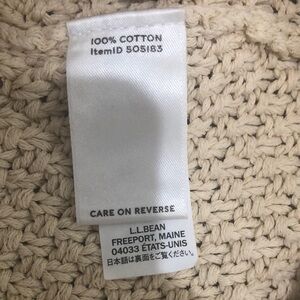 100% COTTON
ItemID 505183
CARE ON REVERSE
L.L.BEAN
FREEPORT, MAINE
04033 ÉTATS-UNIS
日本語は裏面をご覧ください